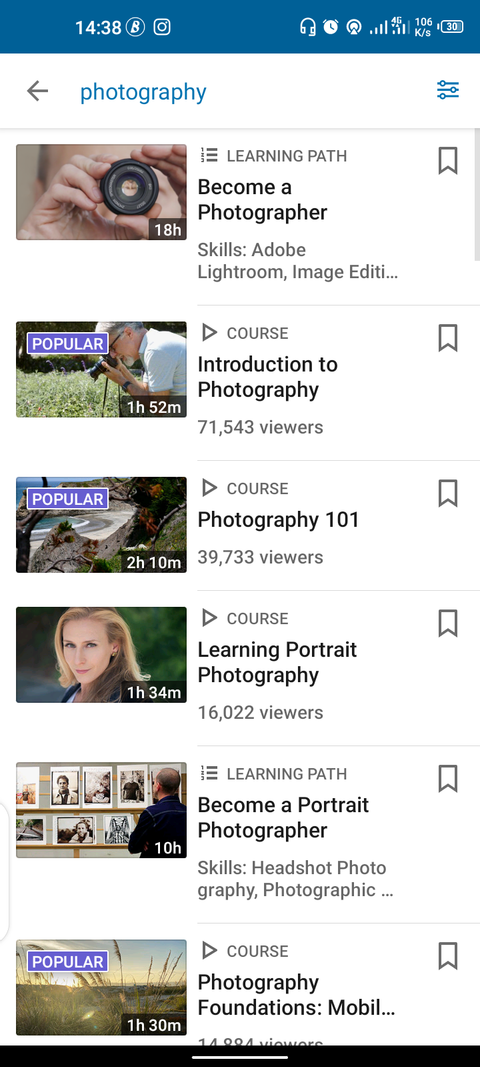 14:38
4G
106
K/s
30
photography
LEARNING PATH
Become a
Photographer
Skills: Adobe
Lightroom, Image Editi...
18h
POPULAR
COURSE
Introduction to
Photography
71,543 viewers
1h 52m
POPULAR
COURSE
Photography 101
39,733 viewers
2h 10m
COURSE
Learning Portrait
Photography
16,022 viewers
1h 34m
LEARNING PATH
Become a Portrait
Photographer
Skills: Headshot Photo
graphy, Photographic ...
10h
POPULAR
COURSE
Photography
Foundations: Mobil...
14,884 viewers
1h 30m